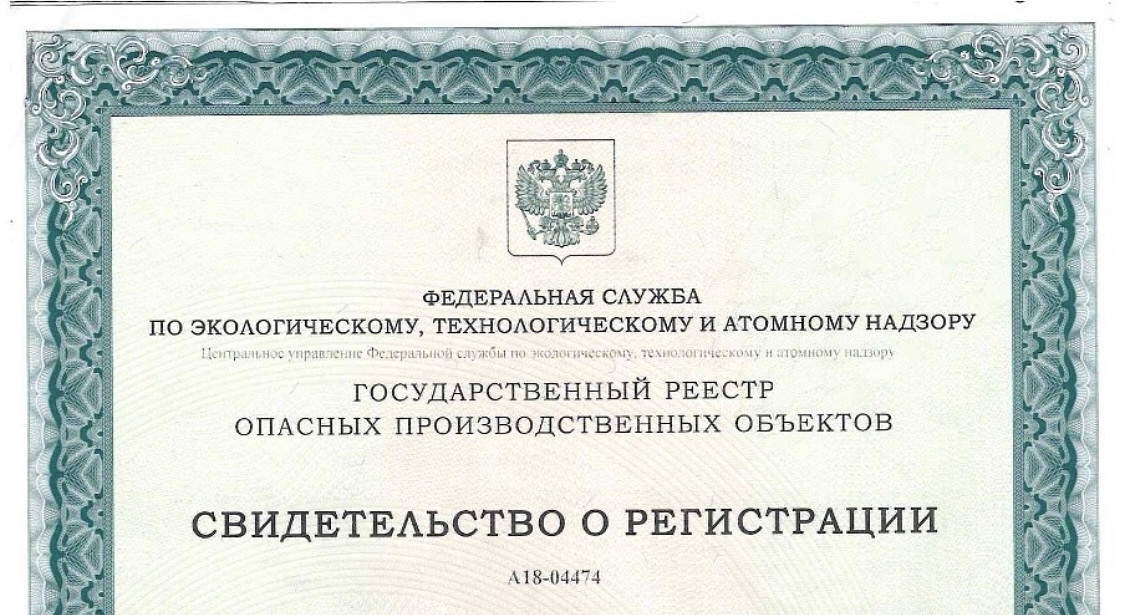 ФЕДЕРАЛЬНАЯ СЛУЖБА
ПО ЭКОЛОГИЧЕСКОМУ, ТЕХНОЛОГИЧЕСКОМУ И АТОМНОМУ НАДЗОРУ
Центральное управление Федеральной службы по экологическому, технологическому и атомному надзору
ГОСУДАРСТВЕННЫЙ РЕЕСТР
ОПАСНЫХ ПРОИЗВОДСТВЕННЫХ ОБЪЕКТОВ
СВИДЕТЕЛЬСТВО О РЕГИСТРАЦИИ
А18-04474